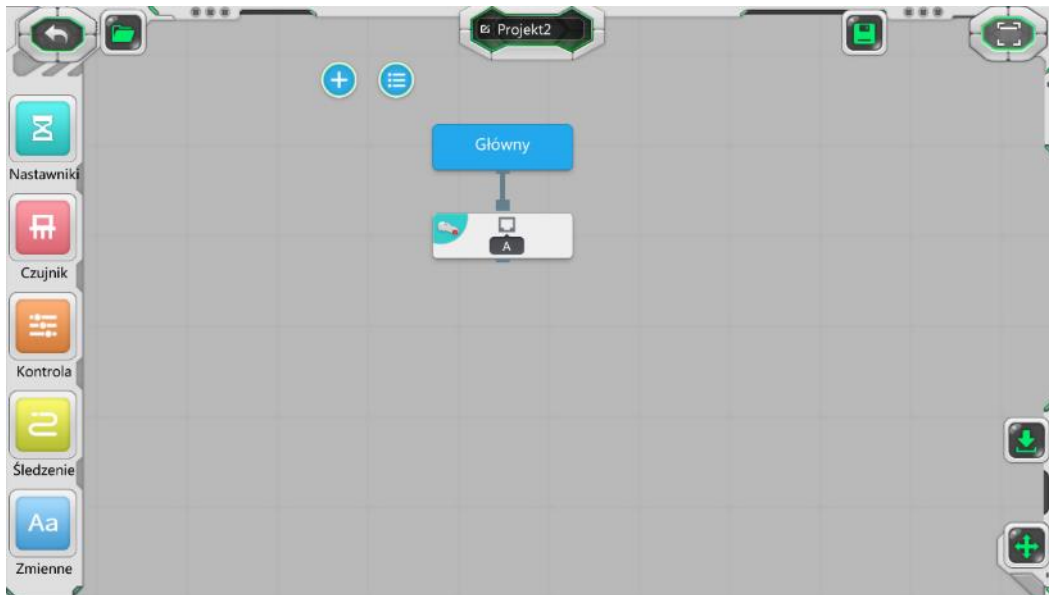 Projekt2
Główny
A
Nastawniki
Czujnik
Kontrola
Śledzenie
Aa
Zmienne